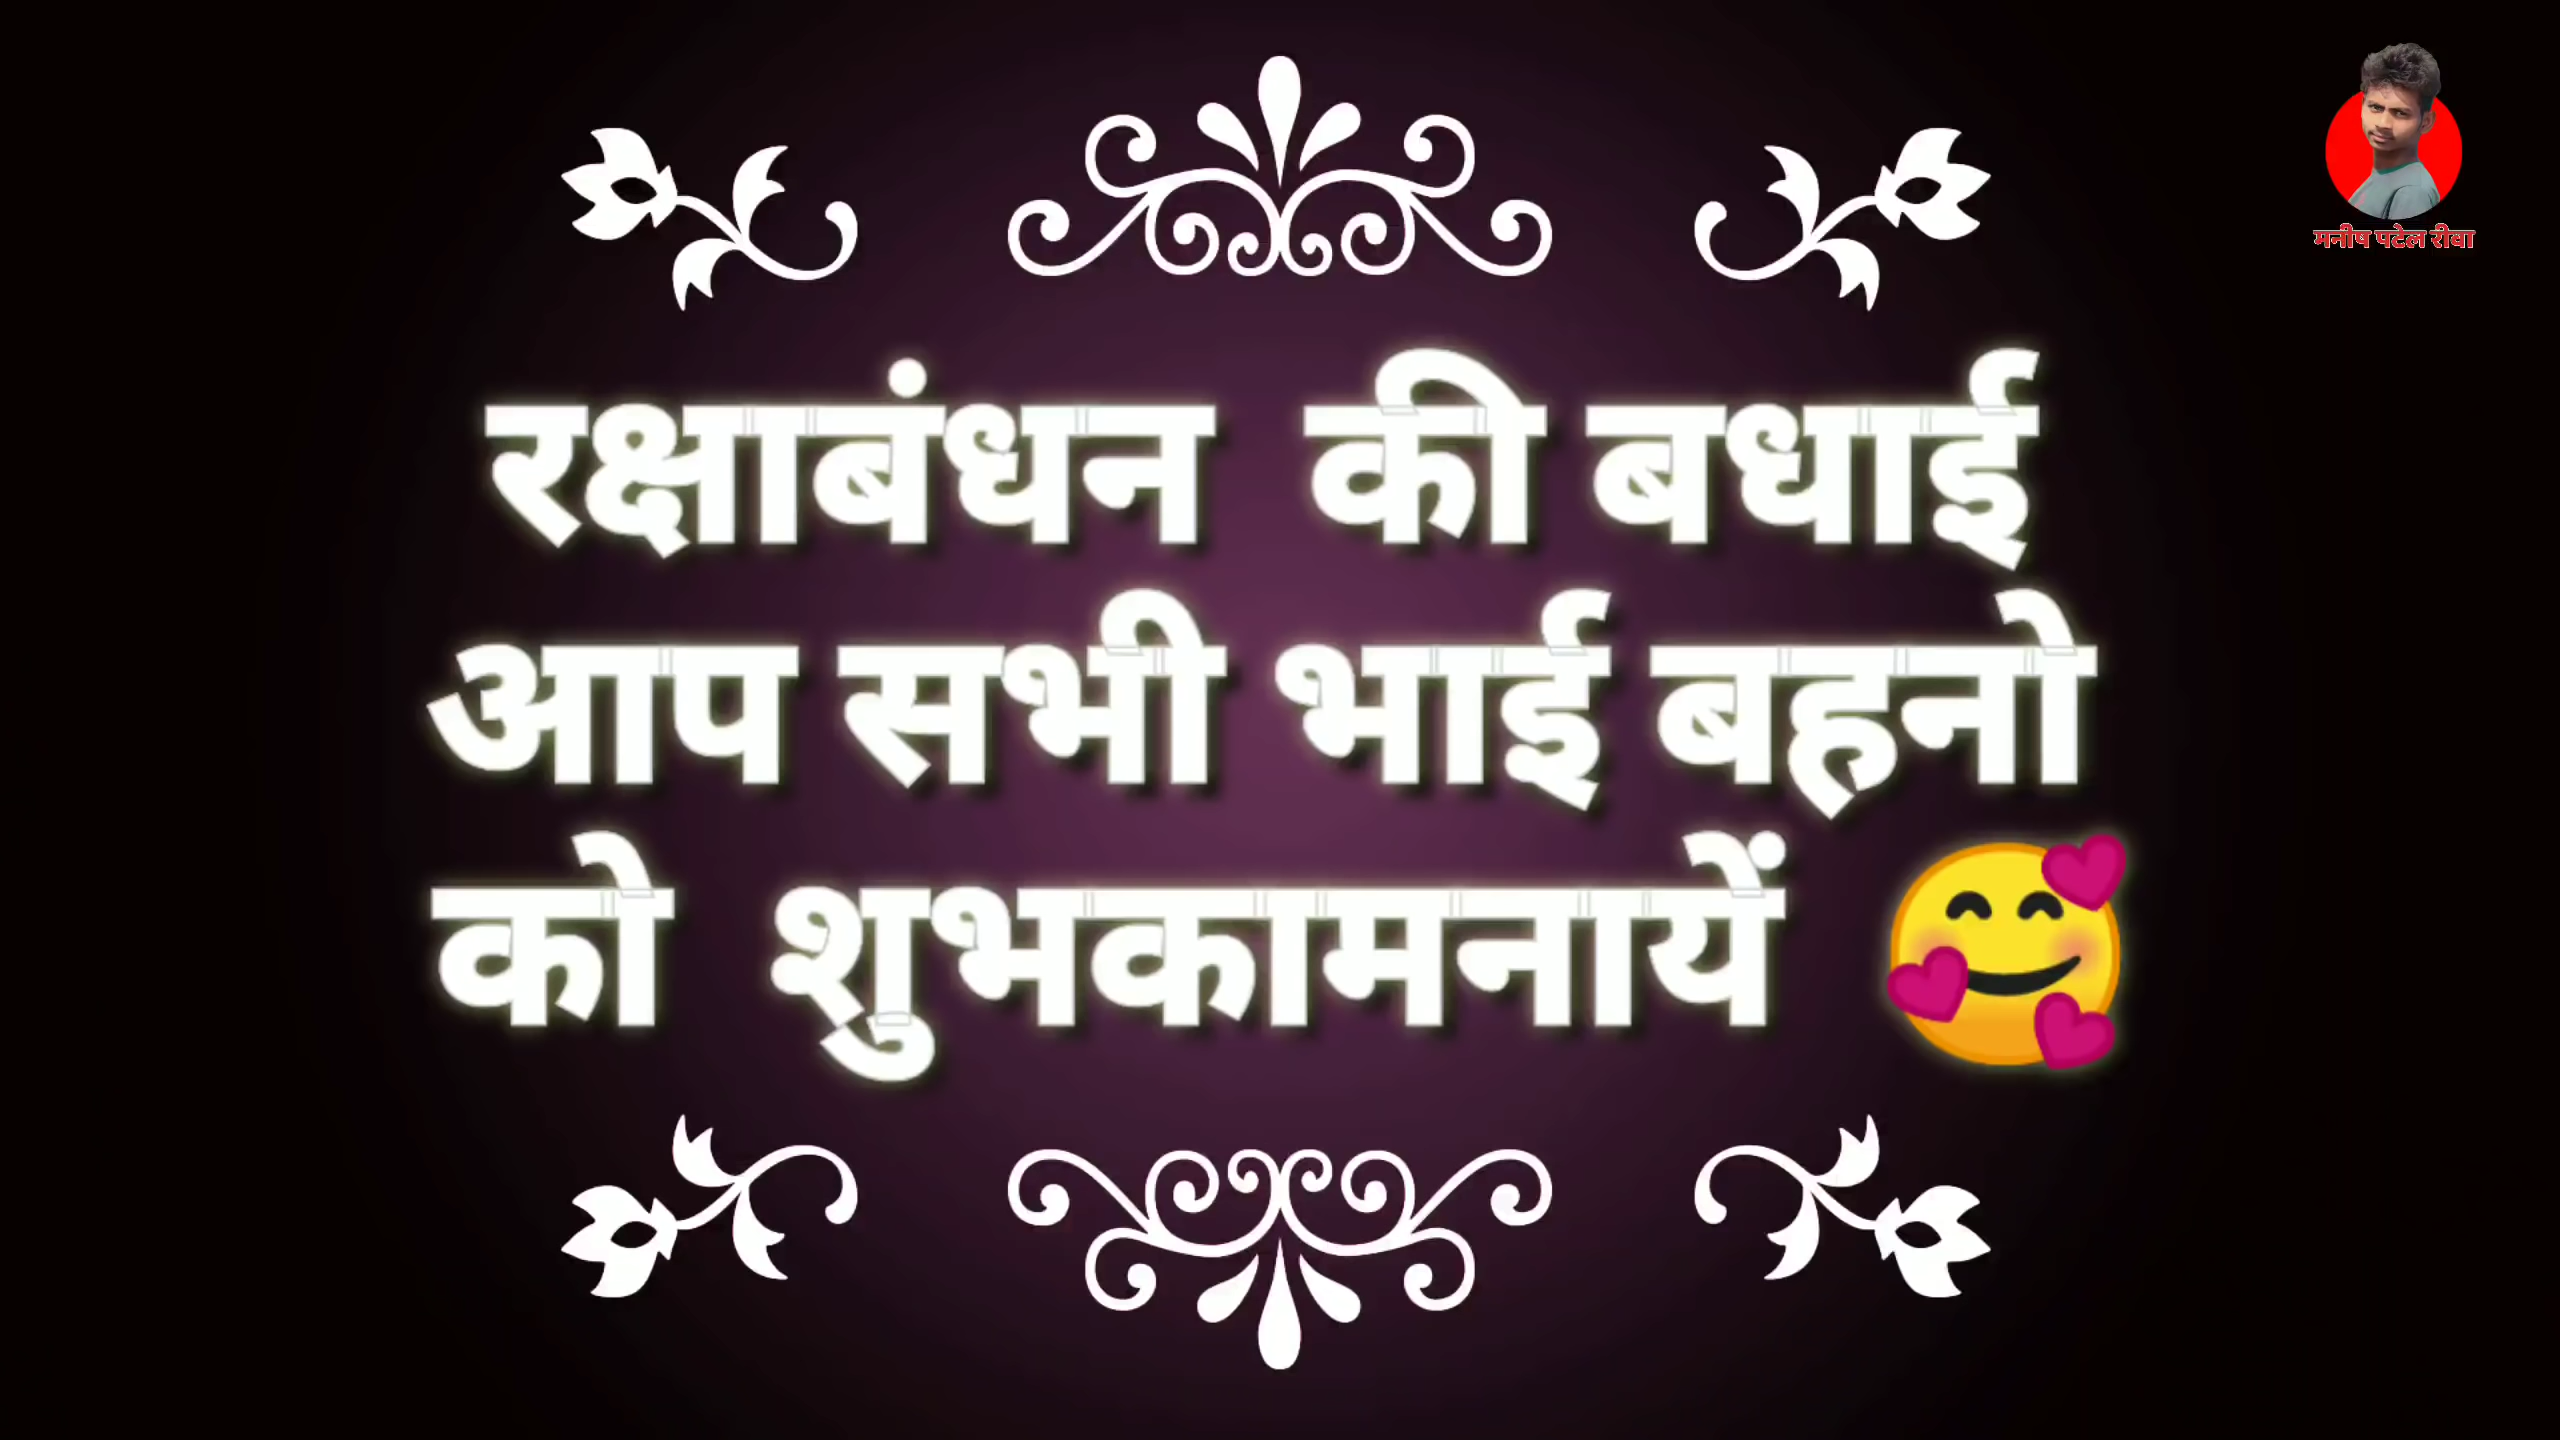 मनीष पटेल रीवा
रक्षाबंधन की बधाई
आप सभी भाई बहनो
को शुभकामनायें 🥰